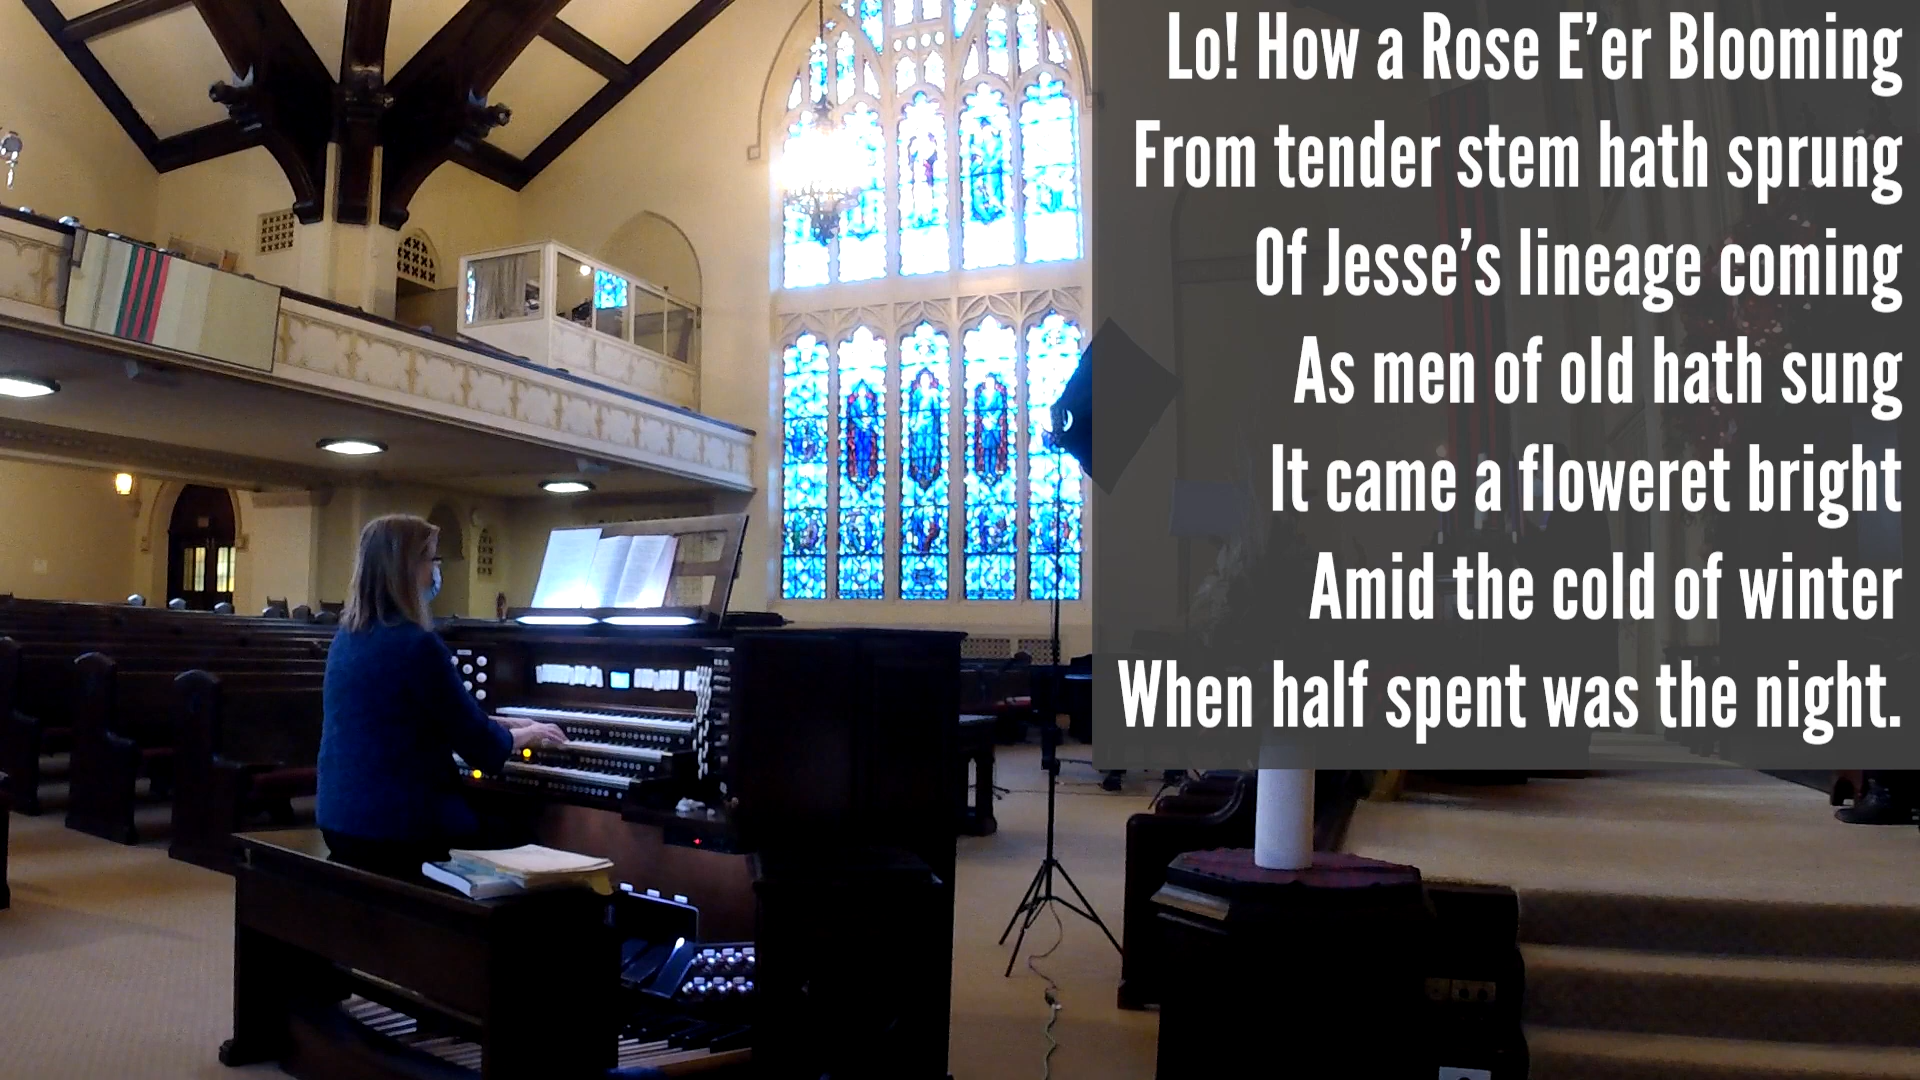 Lo! How a Rose E’er Blooming
From tender stem hath sprung
Of Jesse’s lineage coming
As men of old hath sung
It came a floweret bright
Amid the cold of winter
When half spent was the night.